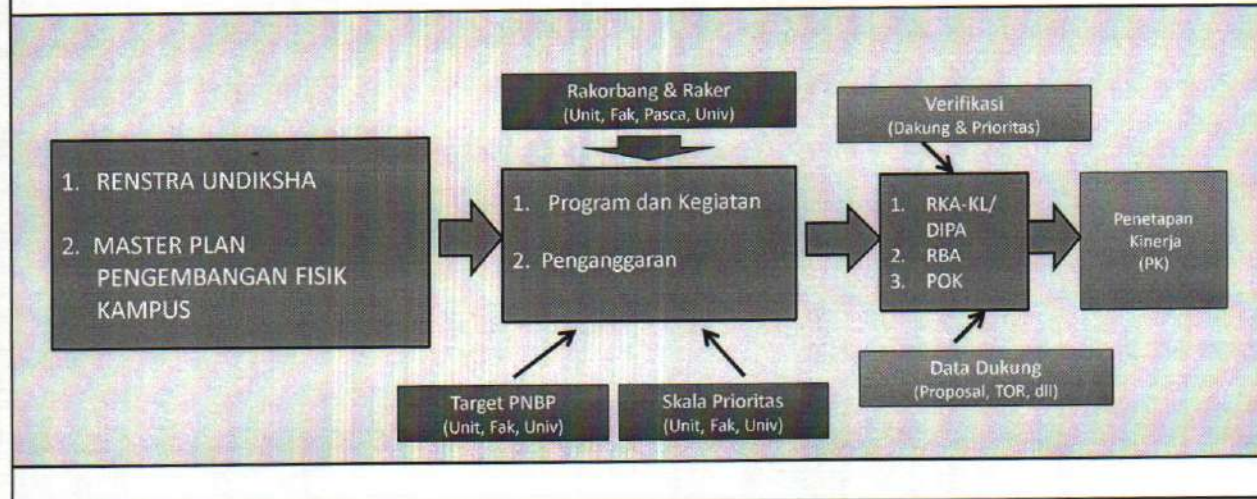 Rakorbang & Raker
(Unit, Fak, Pasca, Univ)
Verifikasi
(Dakung & Prioritas)
1. RENSTRA UNDIKSHA
2. MASTER PLAN
PENGEMBANGAN FISIK
KAMPUS
1. Program dan Kegiatan
2. Penganggaran
1. RKA-KL/
DIPA
2. RBA
3. POK
Penetapan
Kinerja
(PK)
Target PNBP
(Unit, Fak, Univ)
Skala Prioritas
(Unit, Fak, Univ)
Data Dukung
(Proposal, TOR, dll)